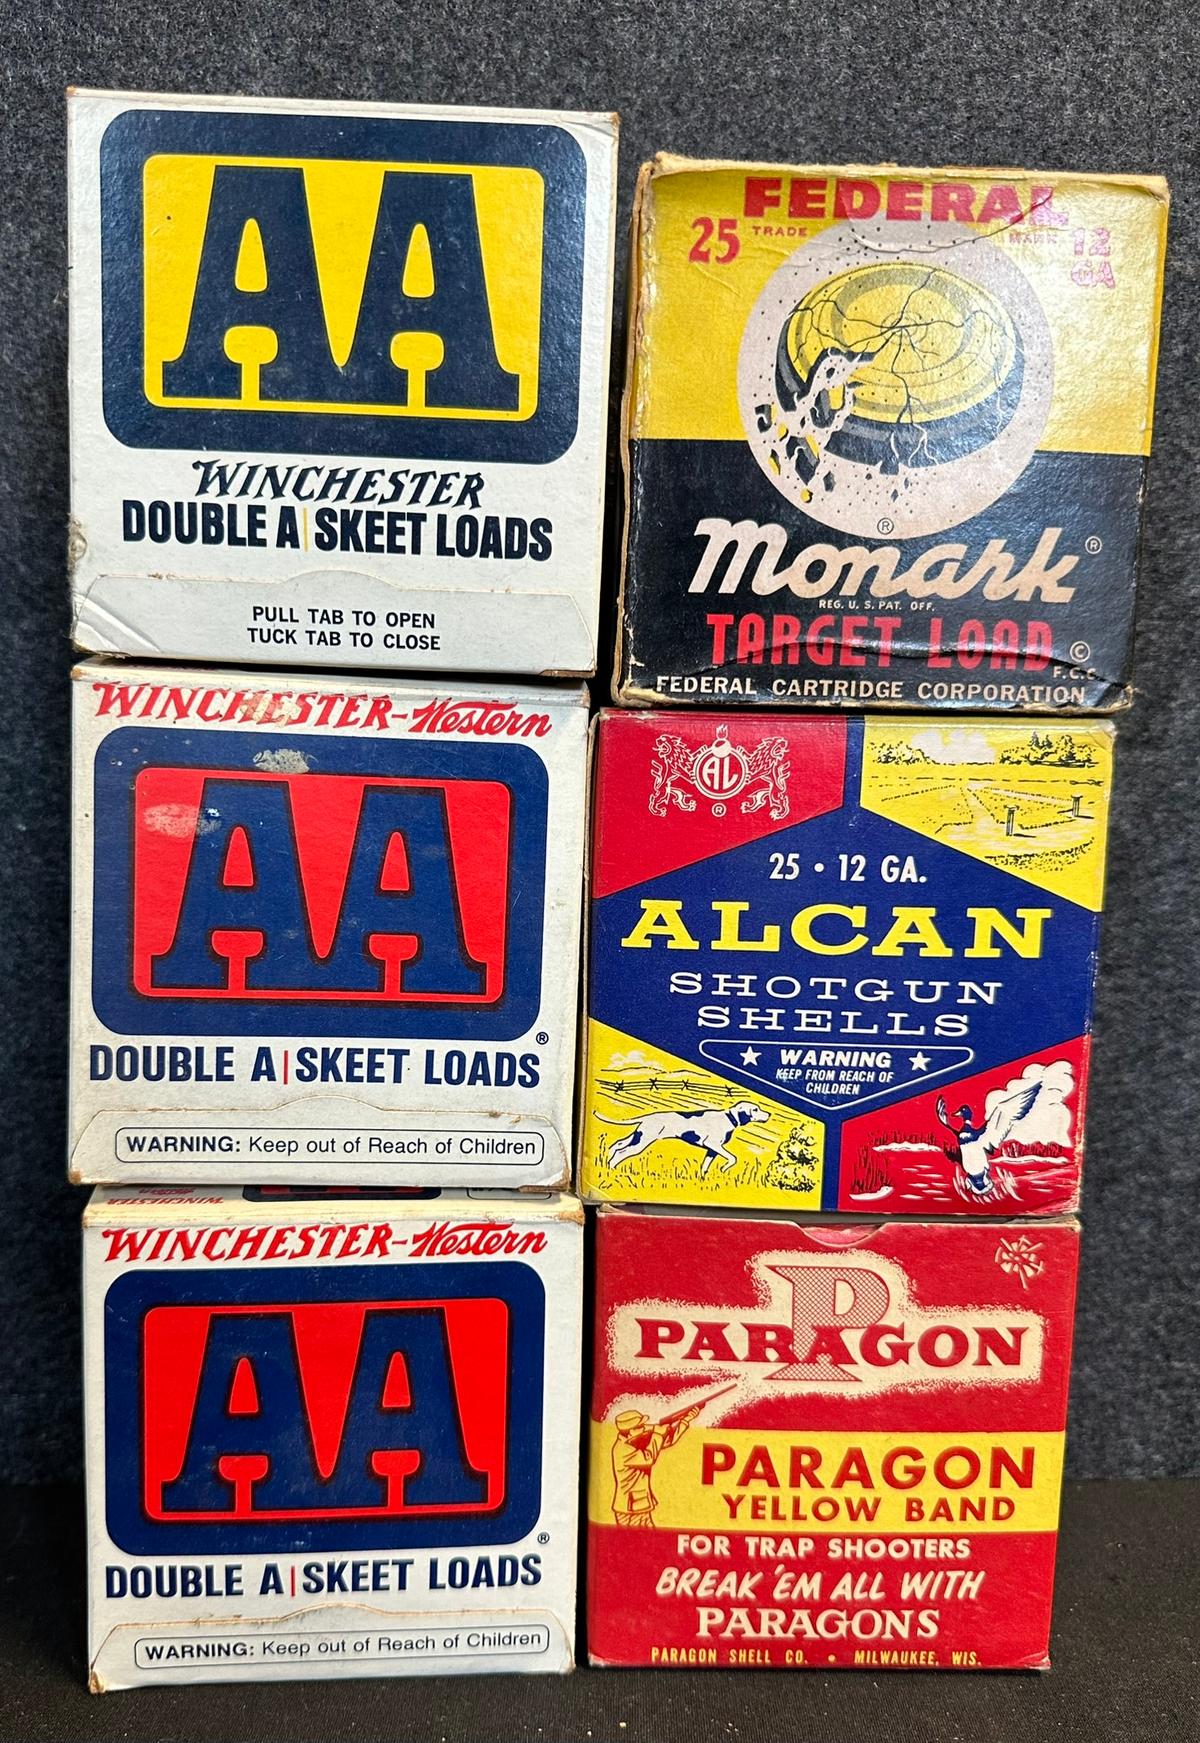 AA
WINCHESTER
DOUBLE A | SKEET LOADS
PULL TAB TO OPEN
TUCK TAB TO CLOSE
WINCHESTER-Western
AA
®
DOUBLE A | SKEET LOADS
WARNING: Keep out of Reach of Children
WINCHESTER
WINCHESTER-Western
AA
®
DOUBLE A | SKEET LOADS
WARNING: Keep out of Reach of Children
FEDERAL
25 TRADE MARK 12
GA
®
Monark ®
REG. U. S. PAT. OFF.
TARGET LOAD ©
F.C.C.
FEDERAL CARTRIDGE CORPORATION
AL
®
25 • 12 GA.
ALCAN
SHOTGUN
SHELLS
★ WARNING ★
KEEP FROM REACH OF
CHILDREN
P
PARAGON
PARAGON
YELLOW BAND
FOR TRAP SHOOTERS
BREAK 'EM ALL WITH
PARAGONS
PARAGON SHELL CO. • MILWAUKEE, WIS.